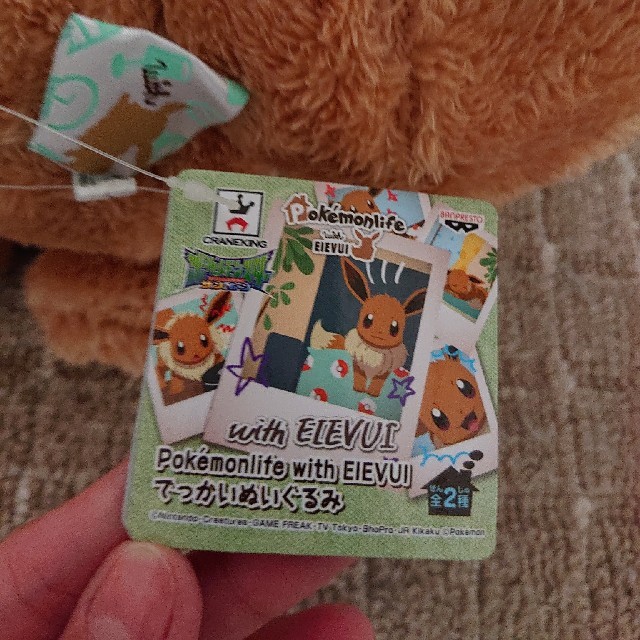 CRANEKING
Pokémonlife
with
EIEVUI
BANPRESTO
with EIEVUI
Pokémonlife with EIEVUI
でっかいぬいぐるみ
全2種
©Nintendo・Creatures・GAME FREAK・TV Tokyo・ShoPro・JR Kikaku ©Pokémon